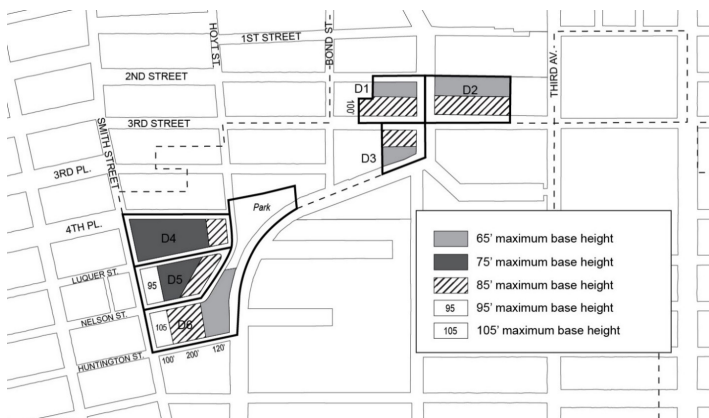 HOYT ST.
BOND ST.
1ST STREET
2ND STREET
3RD STREET
THIRD AV.
D1
100'
D2
D3
SMITH STREET
3RD PL.
4TH PL.
Park
D4
LUQUER ST.
95
D5
NELSON ST.
105
D6
HUNTINGTON ST.
100' 200' 120'
65' maximum base height
75' maximum base height
85' maximum base height
95 95' maximum base height
105 105' maximum base height